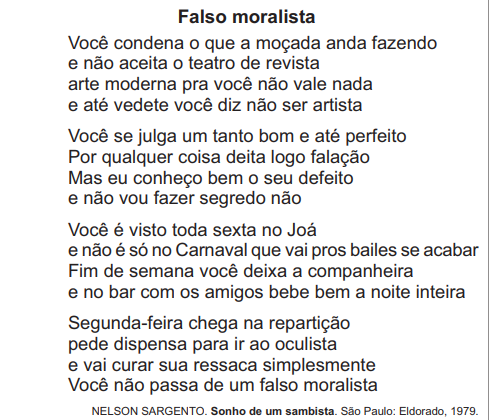 Falso moralista
Você condena o que a moçada anda fazendo
e não aceita o teatro de revista
arte moderna pra você não vale nada
e até vedete você diz não ser artista
Você se julga um tanto bom e até perfeito
Por qualquer coisa deita logo falação
Mas eu conheço bem o seu defeito
e não vou fazer segredo não
Você é visto toda sexta no Joá
e não é só no Carnaval que vai pros bailes se acabar
Fim de semana você deixa a companheira
e no bar com os amigos bebe bem a noite inteira
Segunda-feira chega na repartição
pede dispensa para ir ao oculista
e vai curar sua ressaca simplesmente
Você não passa de um falso moralista
NELSON SARGENTO. Sonho de um sambista. São Paulo: Eldorado, 1979.